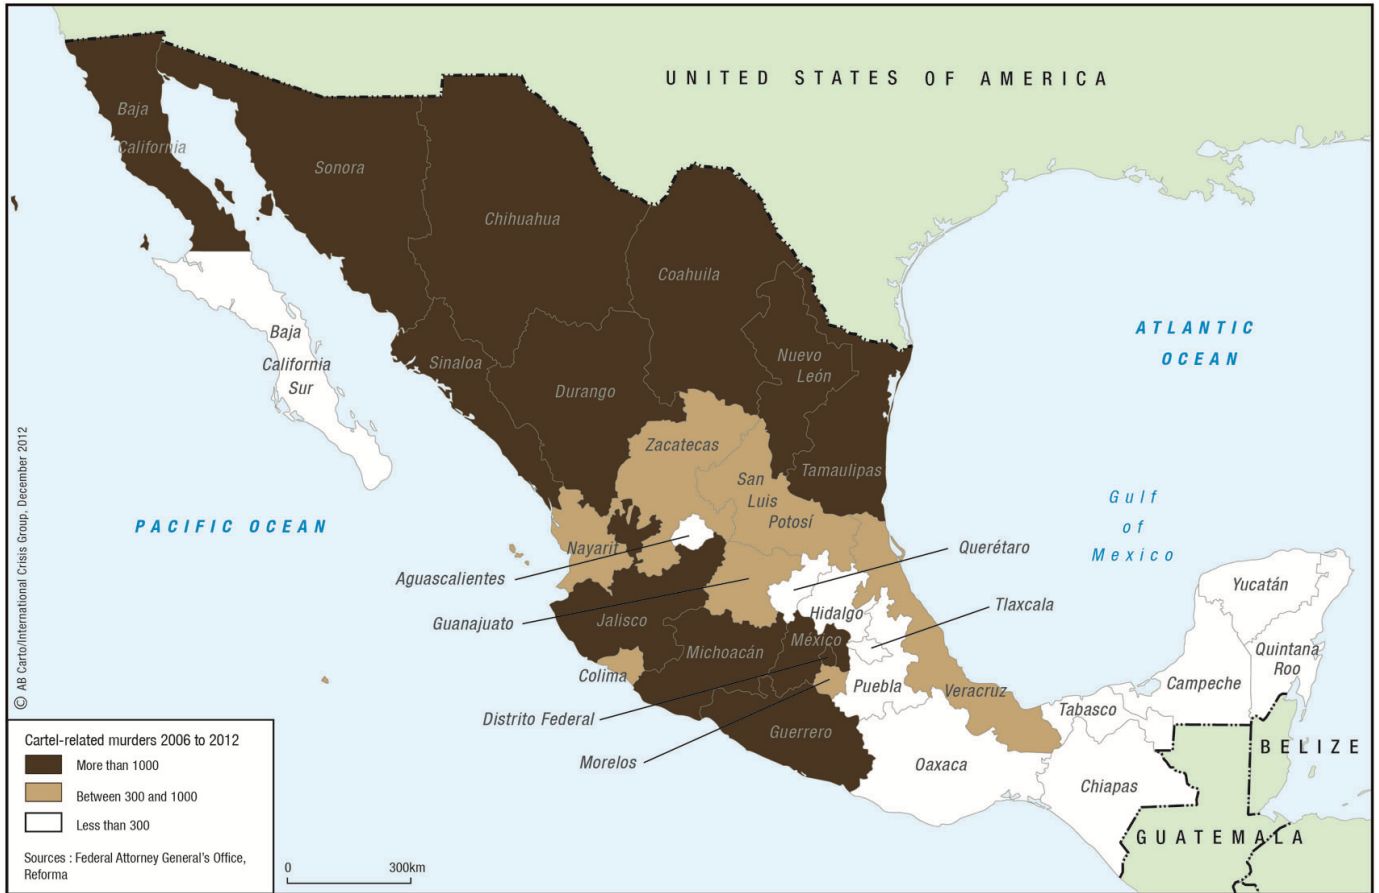 UNITED STATES OF AMERICA
Baja
California
Sonora
Chihuahua
Coahuila
Baja
California
Sur
Sinaloa
Durango
Nuevo
León
ATLANTIC
OCEAN
Zacatecas
San
Luis
Potosí
Tamaulipas
PACIFIC OCEAN
Gulf
of
Mexico
Nayarit
Aguascalientes
Querétaro
Yucatán
Guanajuato
Jalisco
Hidalgo
Tlaxcala
Michoacán
México
Quintana
Roo
Colima
Puebla
Veracruz
Campeche
Distrito Federal
Tabasco
Guerrero
Morelos
Oaxaca
Chiapas
BELIZE
GUATEMALA
© AB Carto/International Crisis Group, December 2012
Cartel-related murders 2006 to 2012
More than 1000
Between 300 and 1000
Less than 300
Sources : Federal Attorney General's Office,
Reforma
0 300km